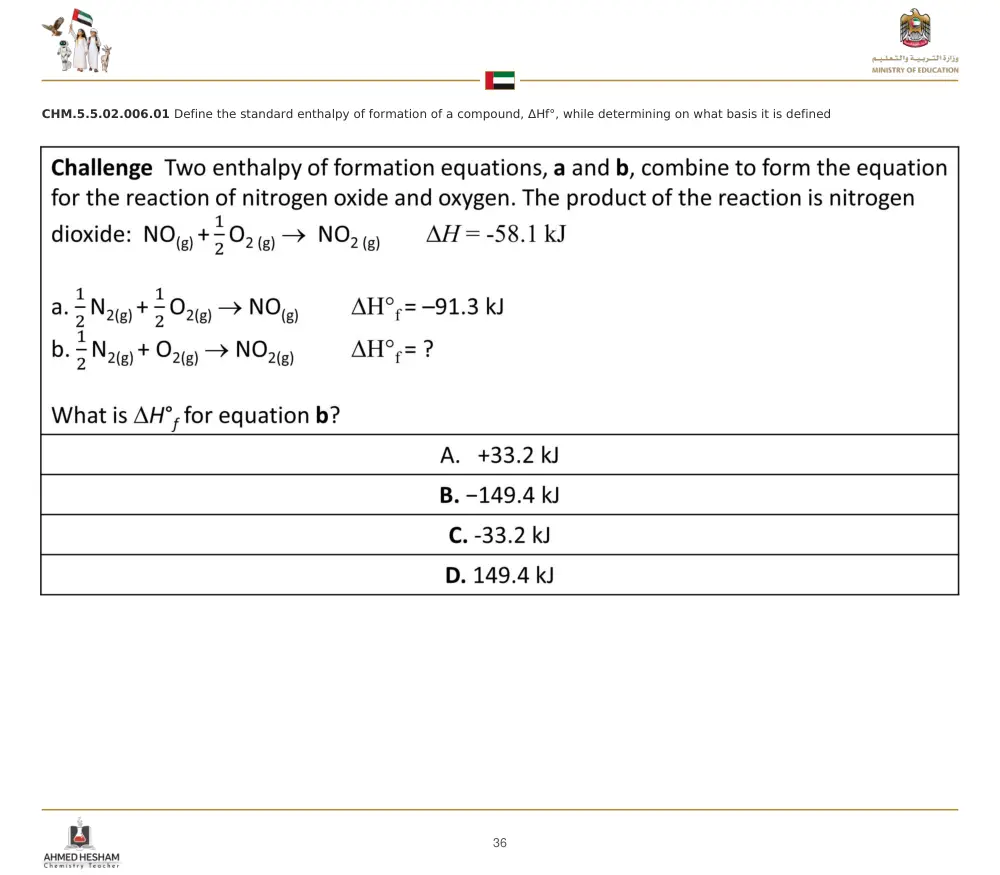 وزارة التربية والتعليم
MINISTRY OF EDUCATION
CHM.5.5.02.006.01 Define the standard enthalpy of formation of a compound, ΔHf°, while determining on what basis it is defined
Challenge Two enthalpy of formation equations, a and b, combine to form the equation
for the reaction of nitrogen oxide and oxygen. The product of the reaction is nitrogen
dioxide: NO(g) + 1/2 O2 (g) → NO2 (g) ΔH = -58.1 kJ
a. 1/2 N2(g) + 1/2 O2(g) → NO(g) ΔH°f = –91.3 kJ
b. 1/2 N2(g) + O2(g) → NO2(g) ΔH°f = ?
What is ΔH°f for equation b?
A. +33.2 kJ
B. −149.4 kJ
C. -33.2 kJ
D. 149.4 kJ
36
AHMED HESHAM
Chemistry Teacher